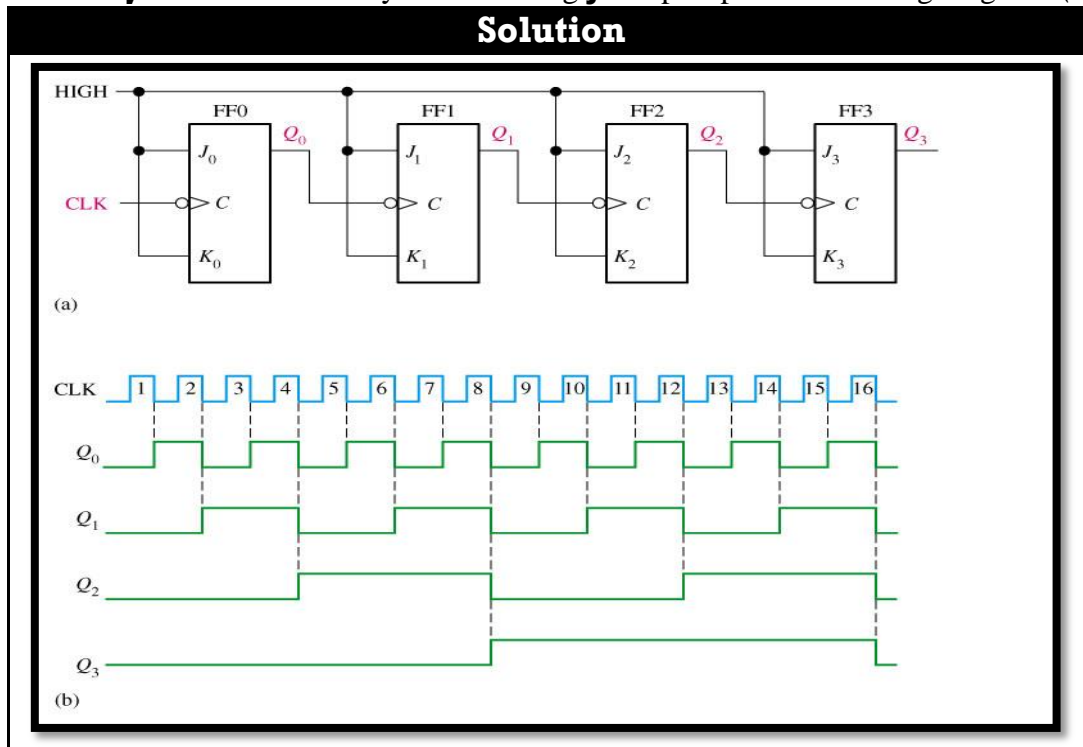 Solution
HIGH
FF0 FF1 FF2 FF3
Q0 Q1 Q2 Q3
J0 J1 J2 J3
CLK C C C C
K0 K1 K2 K3
(a)
CLK 1 2 3 4 5 6 7 8 9 10 11 12 13 14 15 16
Q0
Q1
Q2
Q3
(b)